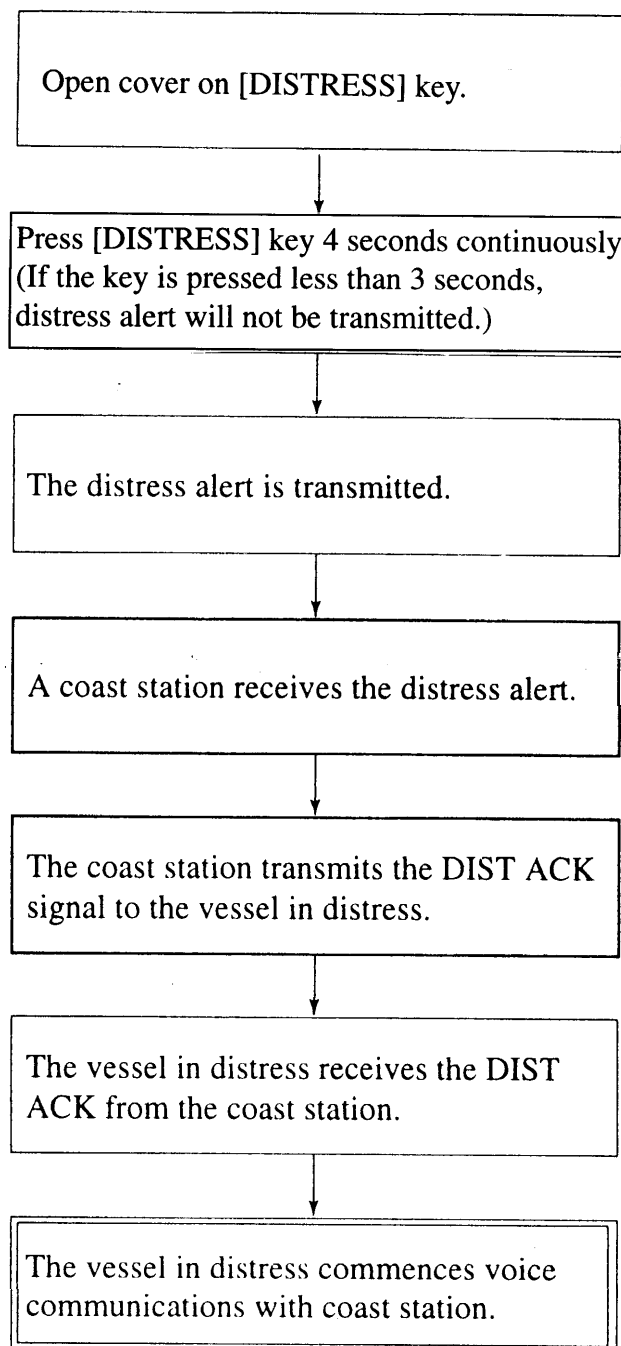 Open cover on [DISTRESS] key.
Press [DISTRESS] key 4 seconds continuously
(If the key is pressed less than 3 seconds,
distress alert will not be transmitted.)
The distress alert is transmitted.
A coast station receives the distress alert.
The coast station transmits the DIST ACK
signal to the vessel in distress.
The vessel in distress receives the DIST
ACK from the coast station.
The vessel in distress commences voice
communications with coast station.